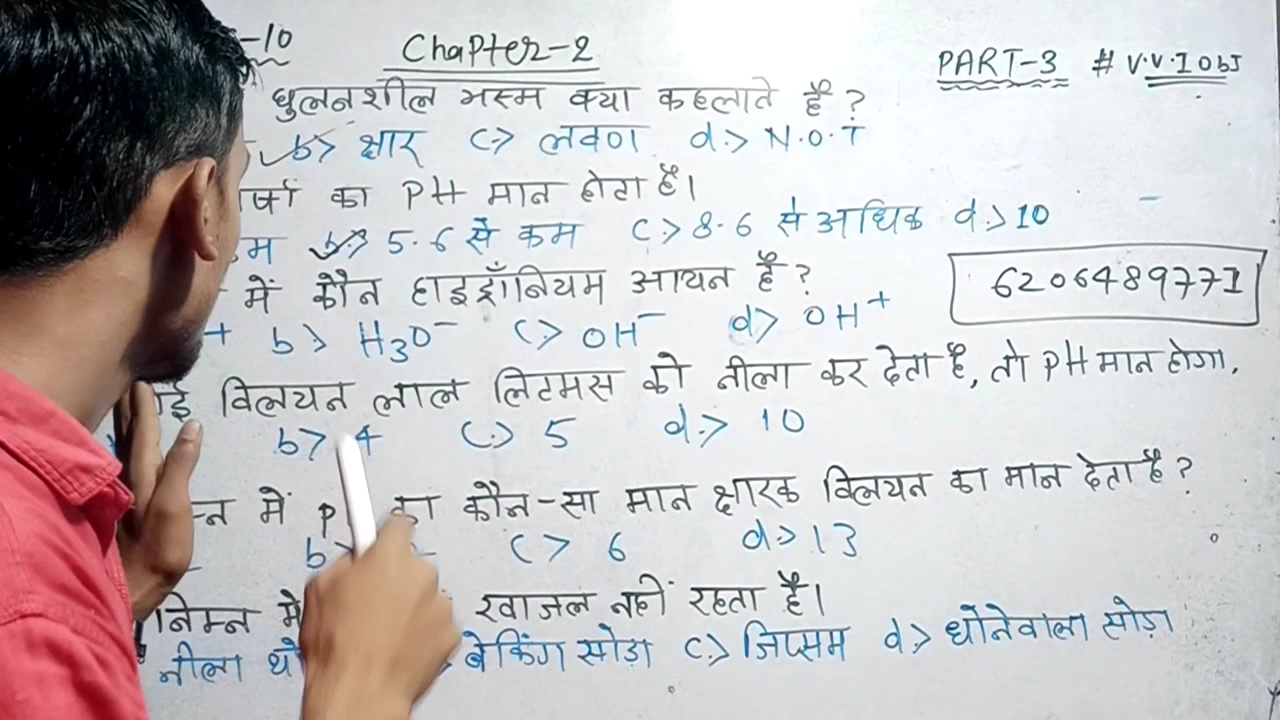 -10 Chapter-2 PART-3 # V.V.I obj
धुलनशील भस्म क्या कहलाते है ?
b> क्षार c> लवण d> N.O.T
का PH मान होता है।
b> 5.6 से कम c> 8.6 से अधिक d> 10
में कौन हाइड्रॉनियम आयन है ?
6206489771
+ b> H3O⁻ c> OH⁻ d> OH⁺
विलयन लाल लिटमस को नीला कर देता है, तो PH मान होगा.
b> 4 c> 5 d> 10
में P का कौन-सा मान क्षारक विलयन का मान देता है ?
b> c> 6 d> 13
निम्न में रवाजल नहीं रहता है।
नीला बेकिंग सोड़ा c> जिप्सम d> धोनेवाला सोड़ा